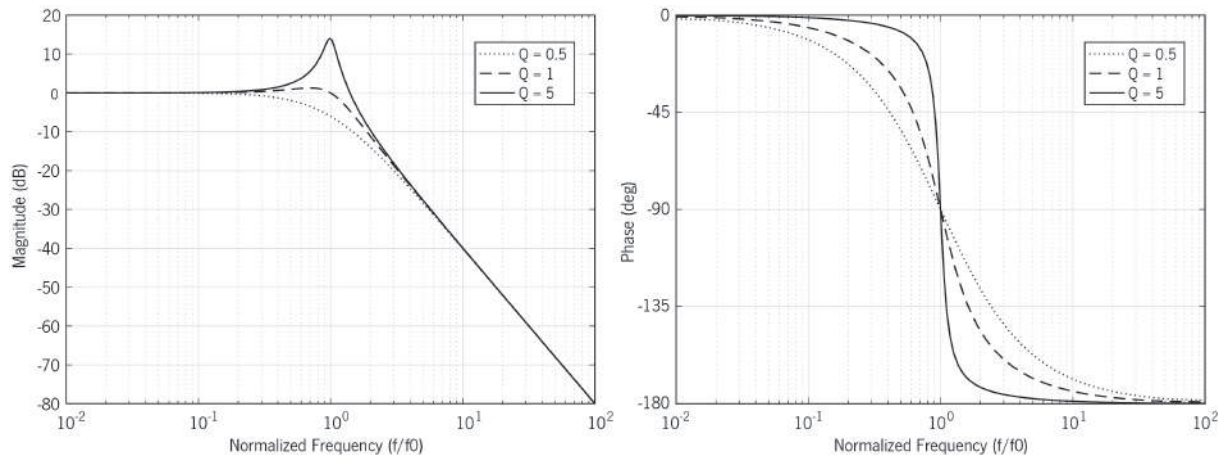 20
10
0
-10
-20
-30
-40
-50
-60
-70
-80
Magnitude (dB)
10^-2
10^-1
10^0
10^1
10^2
Normalized Frequency (f/f0)
Q = 0.5
Q = 1
Q = 5
0
-45
-90
-135
-180
Phase (deg)
10^-2
10^-1
10^0
10^1
10^2
Normalized Frequency (f/f0)
Q = 0.5
Q = 1
Q = 5